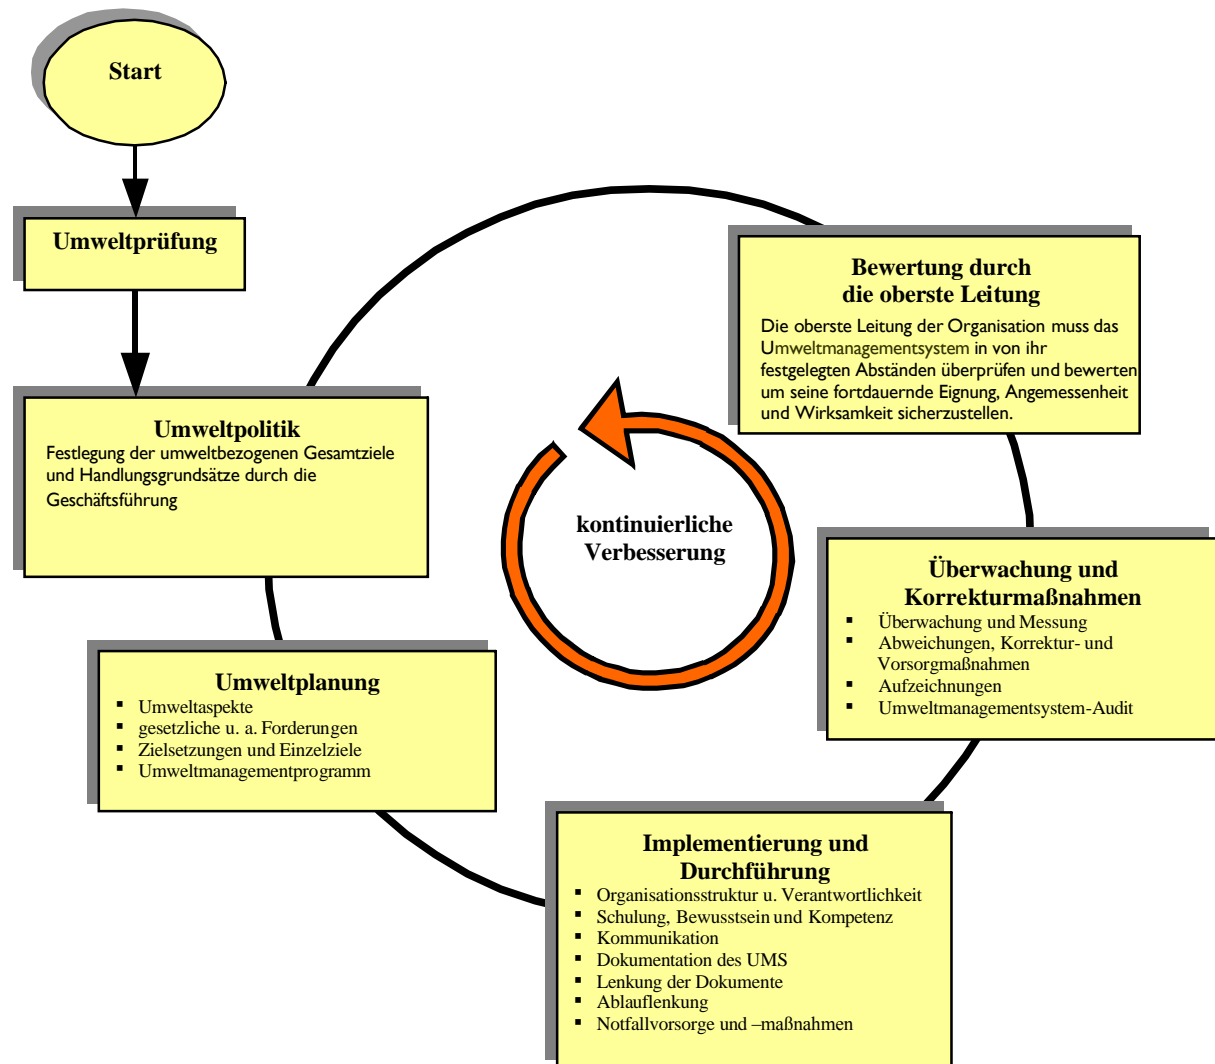 Start
Umweltprüfung
Umweltpolitik
Festlegung der umweltbezogenen Gesamtziele
und Handlungsgrundsätze durch die
Geschäftsführung
Umweltplanung
▪ Umweltaspekte
▪ gesetzliche u. a. Forderungen
▪ Zielsetzungen und Einzelziele
▪ Umweltmanagementprogramm
Implementierung und
Durchführung
▪ Organisationsstruktur u. Verantwortlichkeit
▪ Schulung, Bewusstsein und Kompetenz
▪ Kommunikation
▪ Dokumentation des UMS
▪ Lenkung der Dokumente
▪ Ablauflenkung
▪ Notfallvorsorge und –maßnahmen
Überwachung und
Korrekturmaßnahmen
▪ Überwachung und Messung
▪ Abweichungen, Korrektur- und
Vorsorgmaßnahmen
▪ Aufzeichnungen
▪ Umweltmanagementsystem-Audit
Bewertung durch
die oberste Leitung
Die oberste Leitung der Organisation muss das
Umweltmanagementsystem in von ihr
festgelegten Abständen überprüfen und bewerten
um seine fortdauernde Eignung, Angemessenheit
und Wirksamkeit sicherzustellen.
kontinuierliche
Verbesserung